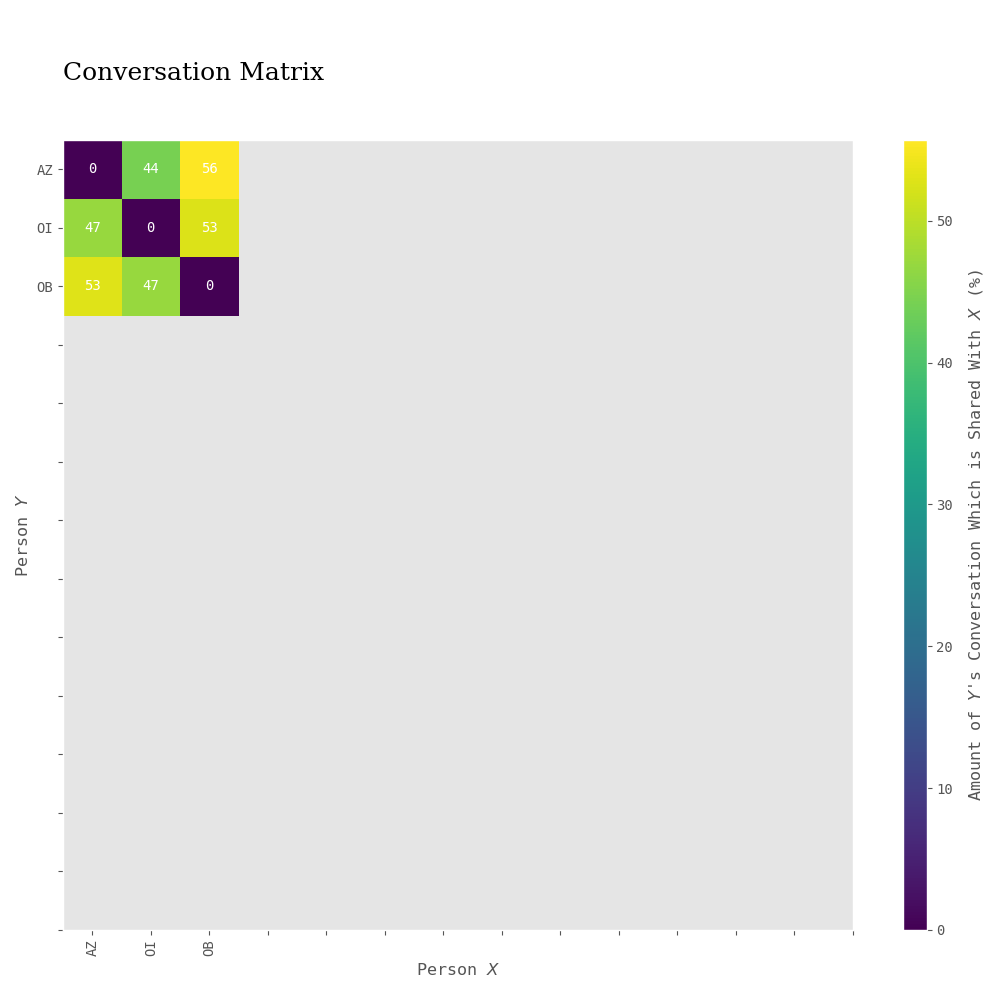 Conversation Matrix
AZ 0 44 56
OI 47 0 53
OB 53 47 0
AZ OI OB
Person X
Person Y
50
40
30
20
10
0
Amount of Y's Conversation Which is Shared With X (%)